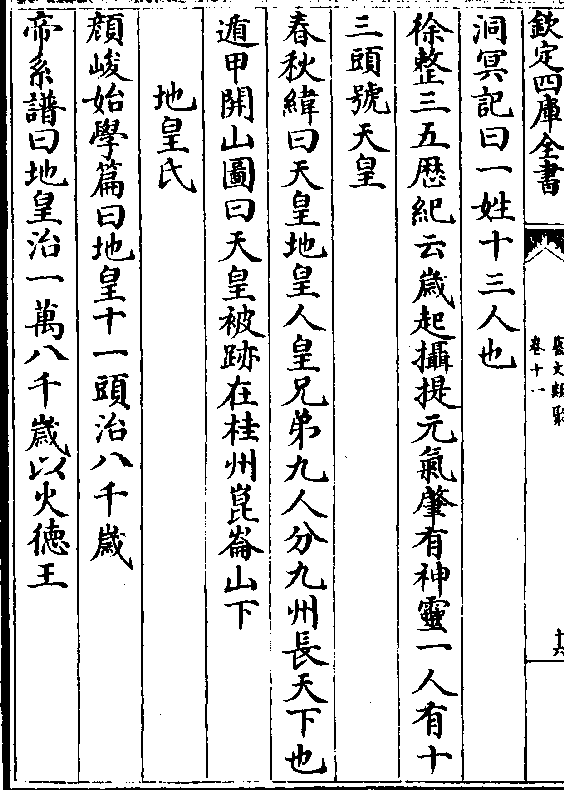 欽定四庫全書
藝文類聚
卷十一
十六
洞冥記曰一姓十三人也
徐整三五厯紀云歳起攝提元氣肇有神靈一人有十
三頭號天皇
春秋緯曰天皇地皇人皇兄弟九人分九州長天下也
遁甲開山圖曰天皇被跡在桂州崑崙山下
地皇氏
顔峻始學篇曰地皇十一頭治八千歳
帝系譜曰地皇治一萬八千歳以火徳王